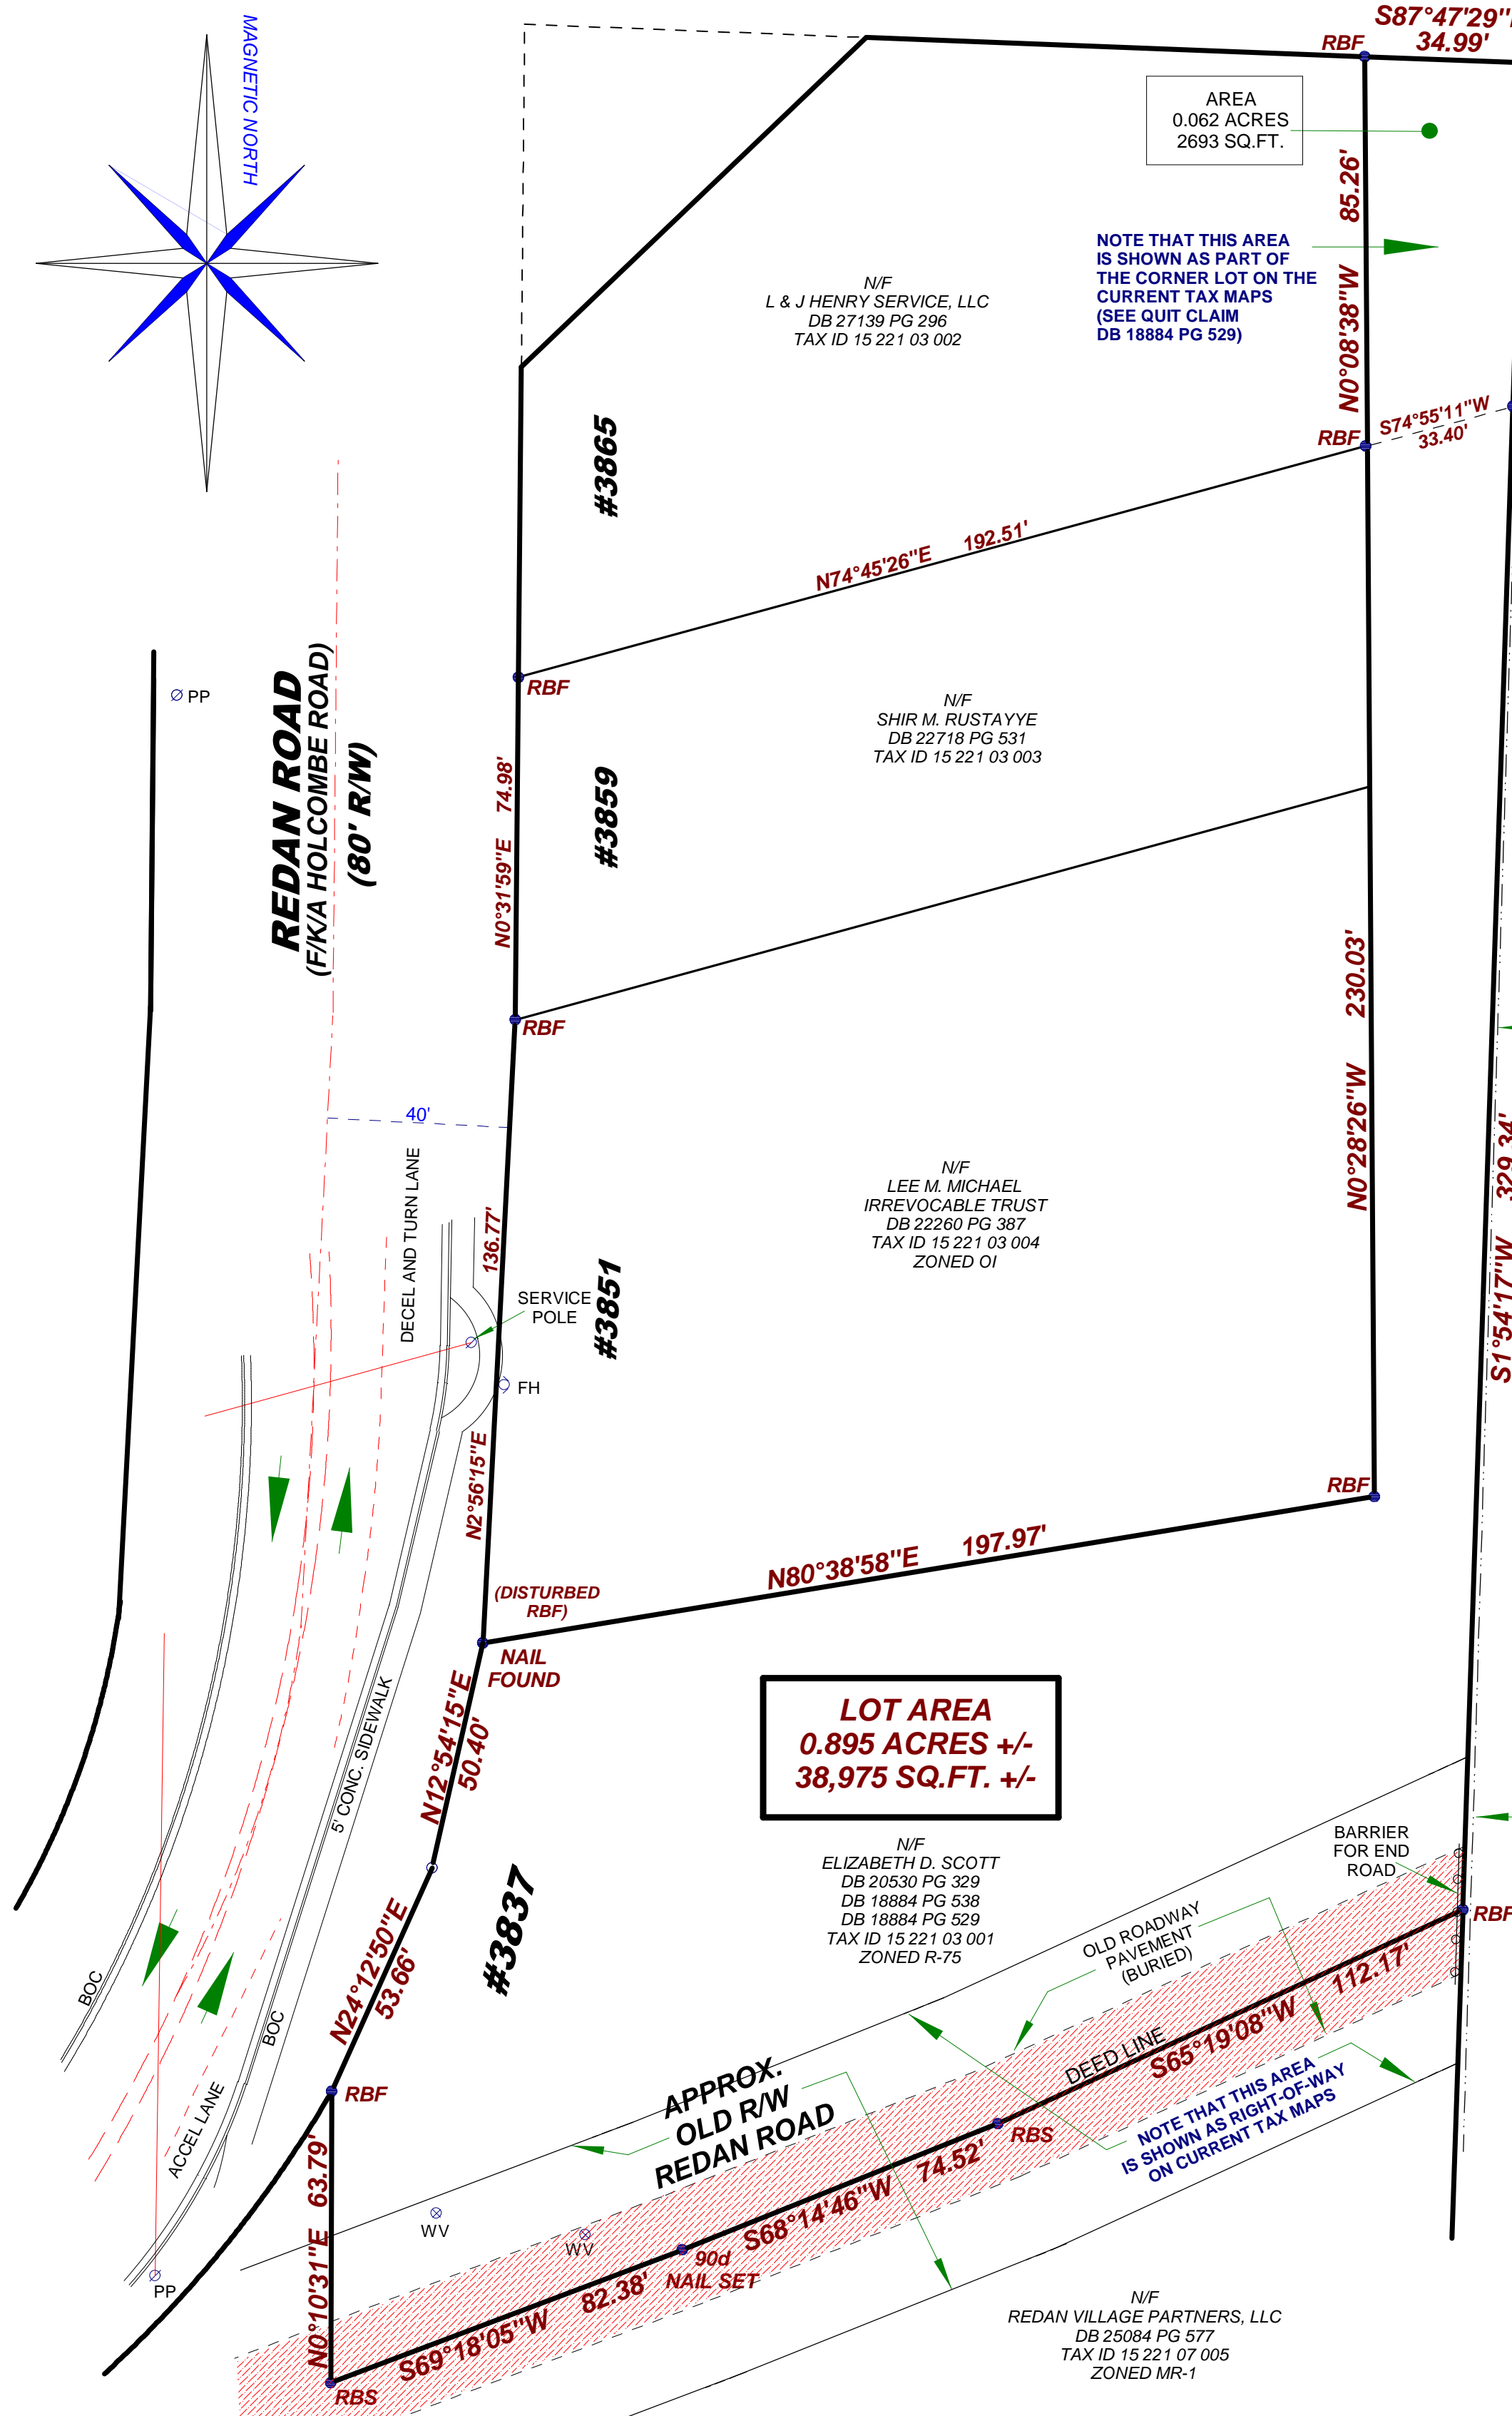 MAGNETIC NORTH
S87°47'29"
34.99'
RBF
AREA
0.062 ACRES
2693 SQ.FT.
85.26'
N0°08'38"W
NOTE THAT THIS AREA
IS SHOWN AS PART OF
THE CORNER LOT ON THE
CURRENT TAX MAPS
(SEE QUIT CLAIM
DB 18884 PG 529)
N/F
L & J HENRY SERVICE, LLC
DB 27139 PG 296
TAX ID 15 221 03 002
#3865
S74°55'11"W
33.40'
RBF
N74°45'26"E 192.51'
RBF
PP
REDAN ROAD
(F/K/A HOLCOMBE ROAD)
(80' R/W)
N0°31'59"E 74.98'
#3859
N/F
SHIR M. RUSTAYYE
DB 22718 PG 531
TAX ID 15 221 03 003
RBF
N0°28'26"W 230.03'
S1°54'17"W 329.34'
40'
DECEL AND TURN LANE
N2°56'15"E 136.77'
SERVICE
POLE
FH
#3851
N/F
LEE M. MICHAEL
IRREVOCABLE TRUST
DB 22260 PG 387
TAX ID 15 221 03 004
ZONED OI
RBF
N80°38'58"E 197.97'
(DISTURBED
RBF)
NAIL
FOUND
N12°54'15"E
50.40'
5' CONC. SIDEWALK
LOT AREA
0.895 ACRES +/-
38,975 SQ.FT. +/-
N/F
ELIZABETH D. SCOTT
DB 20530 PG 329
DB 18884 PG 538
DB 18884 PG 529
TAX ID 15 221 03 001
ZONED R-75
BARRIER
FOR END
ROAD
RBF
#3837
N24°12'50"E
53.66'
BOC
BOC
OLD ROADWAY
PAVEMENT
(BURIED)
DEED LINE
S65°19'08"W 112.17'
NOTE THAT THIS AREA
IS SHOWN AS RIGHT-OF-WAY
ON CURRENT TAX MAPS
APPROX.
OLD R/W
REDAN ROAD
RBF
RBS
ACCEL LANE
N0°10'31"E 63.79'
WV
WV
S68°14'46"W 74.52'
90d
NAIL SET
PP
S69°18'05"W 82.38'
RBS
N/F
REDAN VILLAGE PARTNERS, LLC
DB 25084 PG 577
TAX ID 15 221 07 005
ZONED MR-1